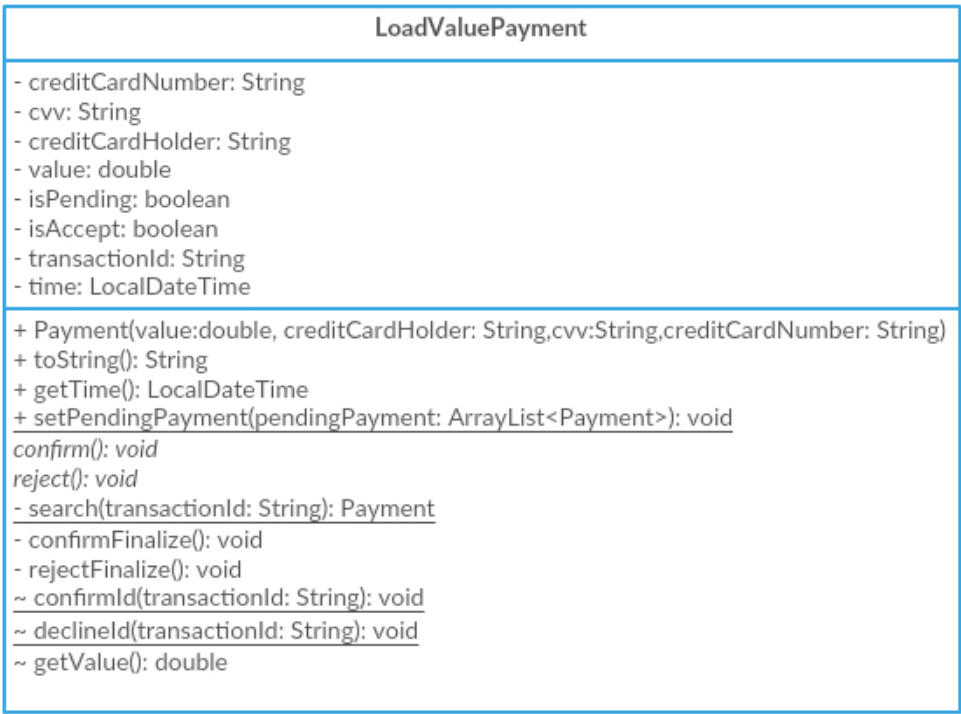 LoadValuePayment
- creditCardNumber: String
- cvv: String
- creditCardHolder: String
- value: double
- isPending: boolean
- isAccept: boolean
- transactionId: String
- time: LocalDateTime
+ Payment(value:double, creditCardHolder: String,cvv:String,creditCardNumber: String)
+ toString(): String
+ getTime(): LocalDateTime
+ setPendingPayment(pendingPayment: ArrayList<Payment>): void
confirm(): void
reject(): void
- search(transactionId: String): Payment
- confirmFinalize(): void
- rejectFinalize(): void
~ confirmId(transactionId: String): void
~ declineId(transactionId: String): void
~ getValue(): double